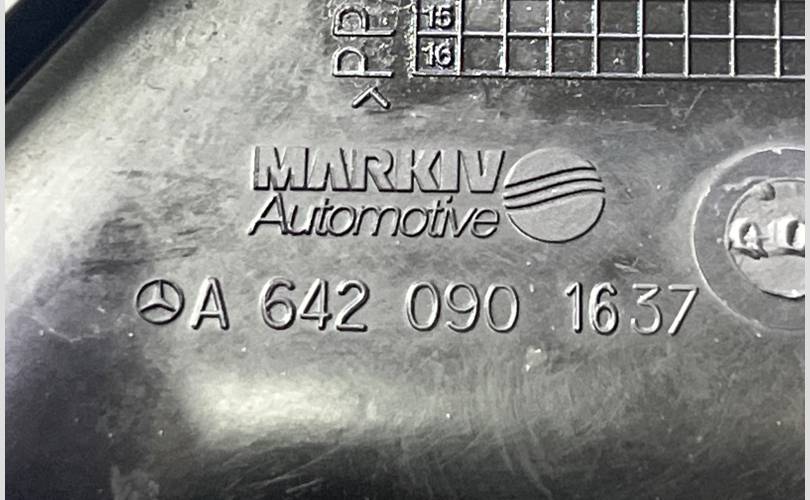 15
16
>PP
MARKIV
Automotive
A 642 090 1637